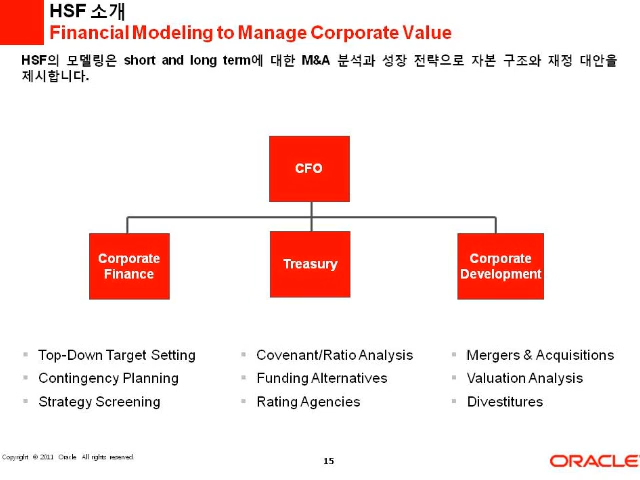 HSF 소개
Financial Modeling to Manage Corporate Value
HSF의 모델링은 short and long term에 대한 M&A 분석과 성장 전략으로 자본 구조와 재정 대안을
제시합니다.
CFO
Corporate
Finance
Treasury
Corporate
Development
Top-Down Target Setting
Contingency Planning
Strategy Screening
Covenant/Ratio Analysis
Funding Alternatives
Rating Agencies
Mergers & Acquisitions
Valuation Analysis
Divestitures
Copyright © 2011 Oracle. All rights reserved.
15
ORACLE